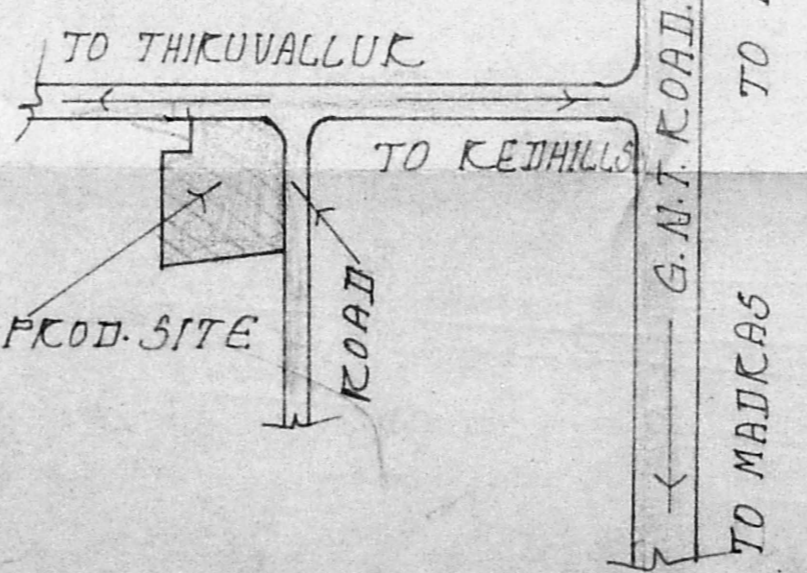 TO THIRUVALLUR
TO REDHILLS
G.N.T. ROAD.
TO
PROD. SITE
ROAD
TO MADRAS